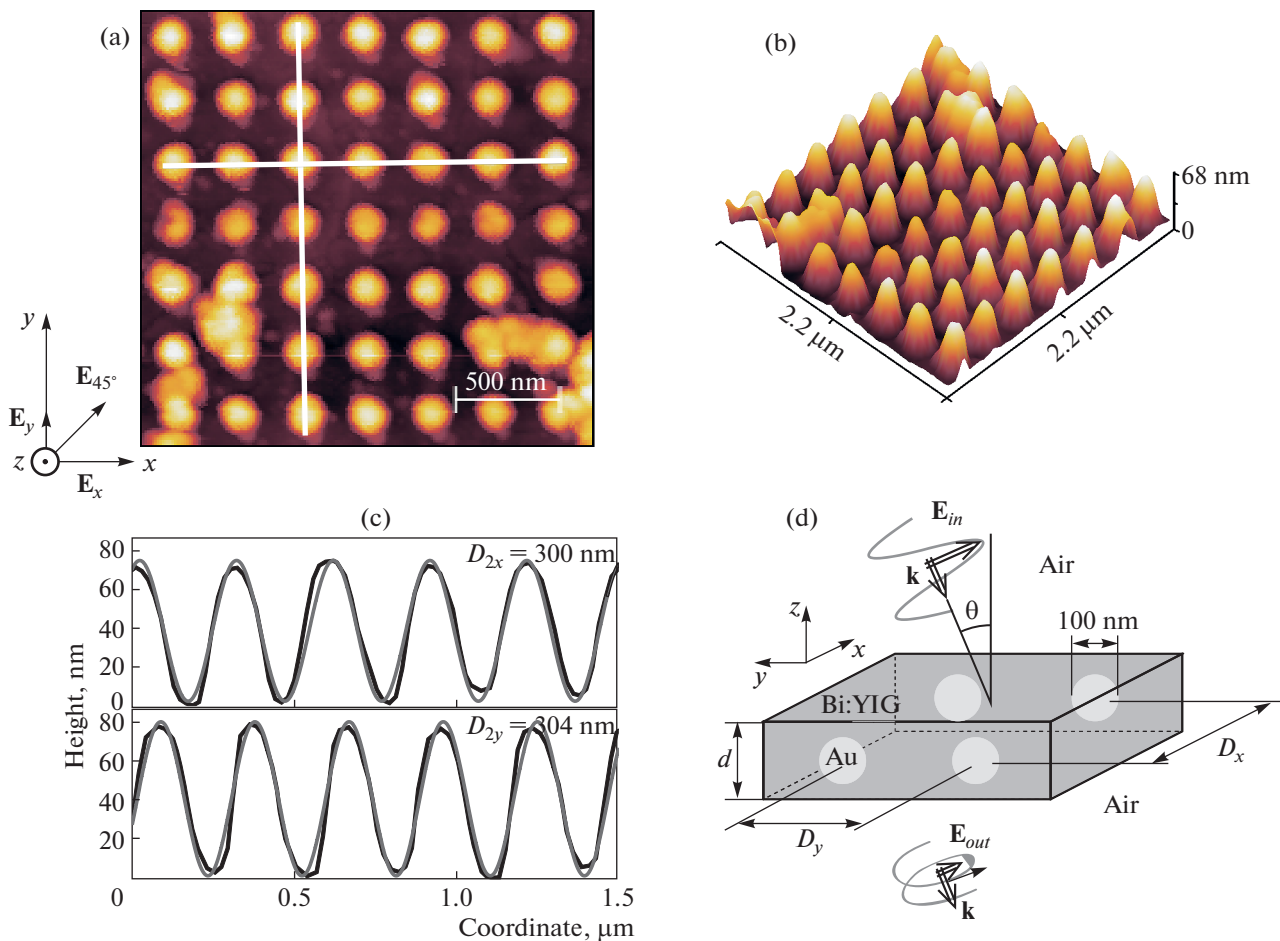 (a)
y
E45°
Ey
z
x
Ex
500 nm
(b)
68 nm
0
2.2 μm
2.2 μm
(c)
80
60
40
20
0
D2x = 300 nm
80
60
40
20
D2y = 304 nm
Height, nm
0
0.5
1.0
1.5
Coordinate, μm
(d)
Ein
Air
k
θ
z
x
y
100 nm
Bi:YIG
d
Au
Dx
Air
Dy
Eout
k